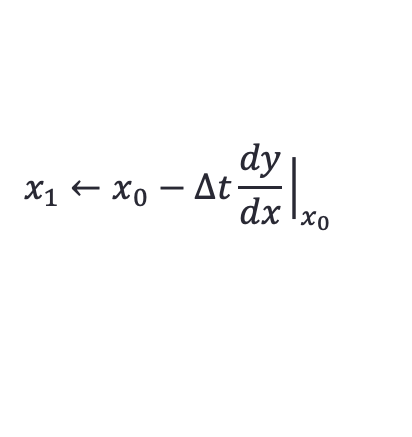 x₁ ← x₀ − Δt dy/dx |x₀